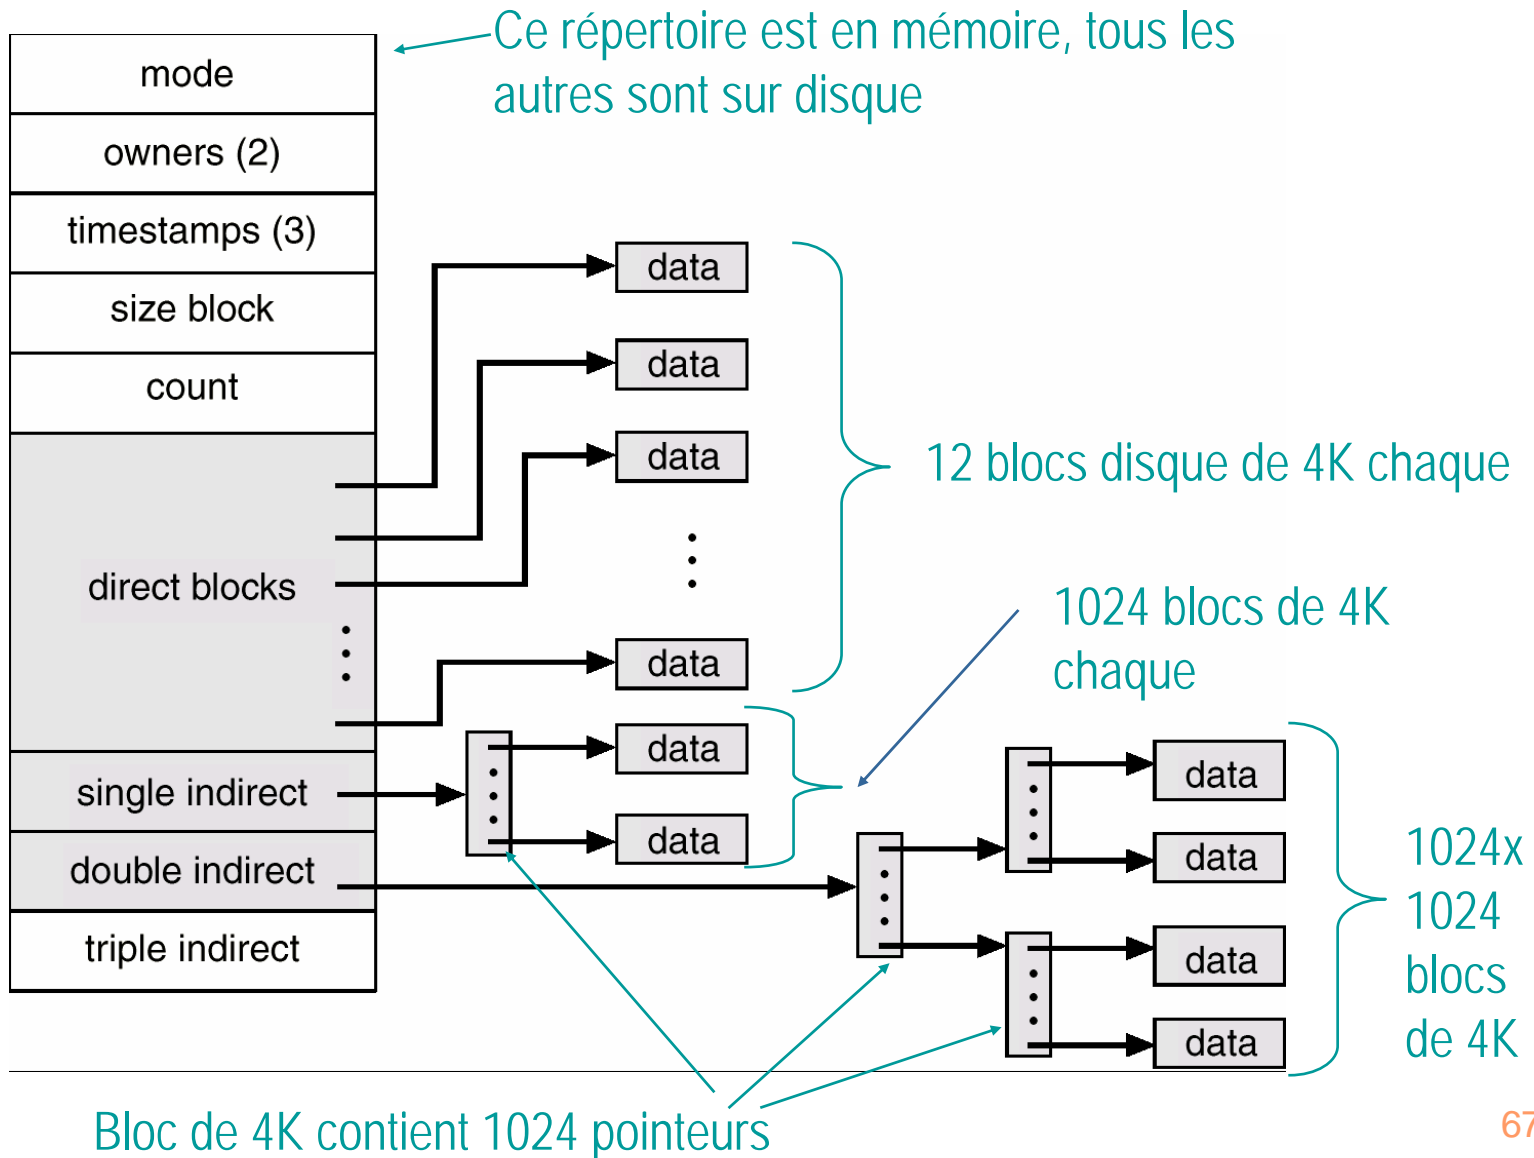 Ce répertoire est en mémoire, tous les
autres sont sur disque
mode
owners (2)
timestamps (3)
size block
count
direct blocks
single indirect
double indirect
triple indirect
data
data
data
data
12 blocs disque de 4K chaque
1024 blocs de 4K
chaque
data
data
data
data
data
data
1024x
1024
blocs
de 4K
Bloc de 4K contient 1024 pointeurs
67